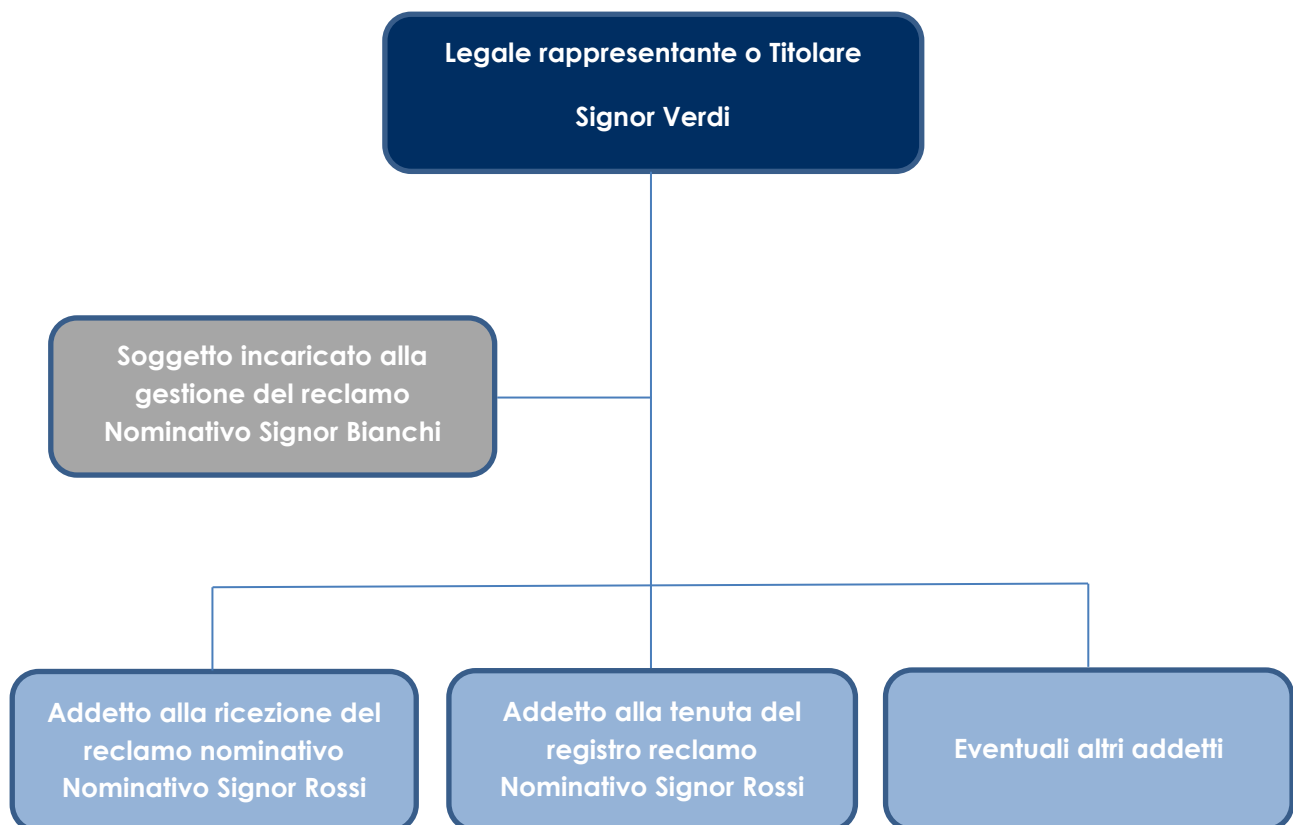 Legale rappresentante o Titolare
Signor Verdi
Soggetto incaricato alla
gestione del reclamo
Nominativo Signor Bianchi
Addetto alla ricezione del
reclamo nominativo
Nominativo Signor Rossi
Addetto alla tenuta del
registro reclamo
Nominativo Signor Rossi
Eventuali altri addetti